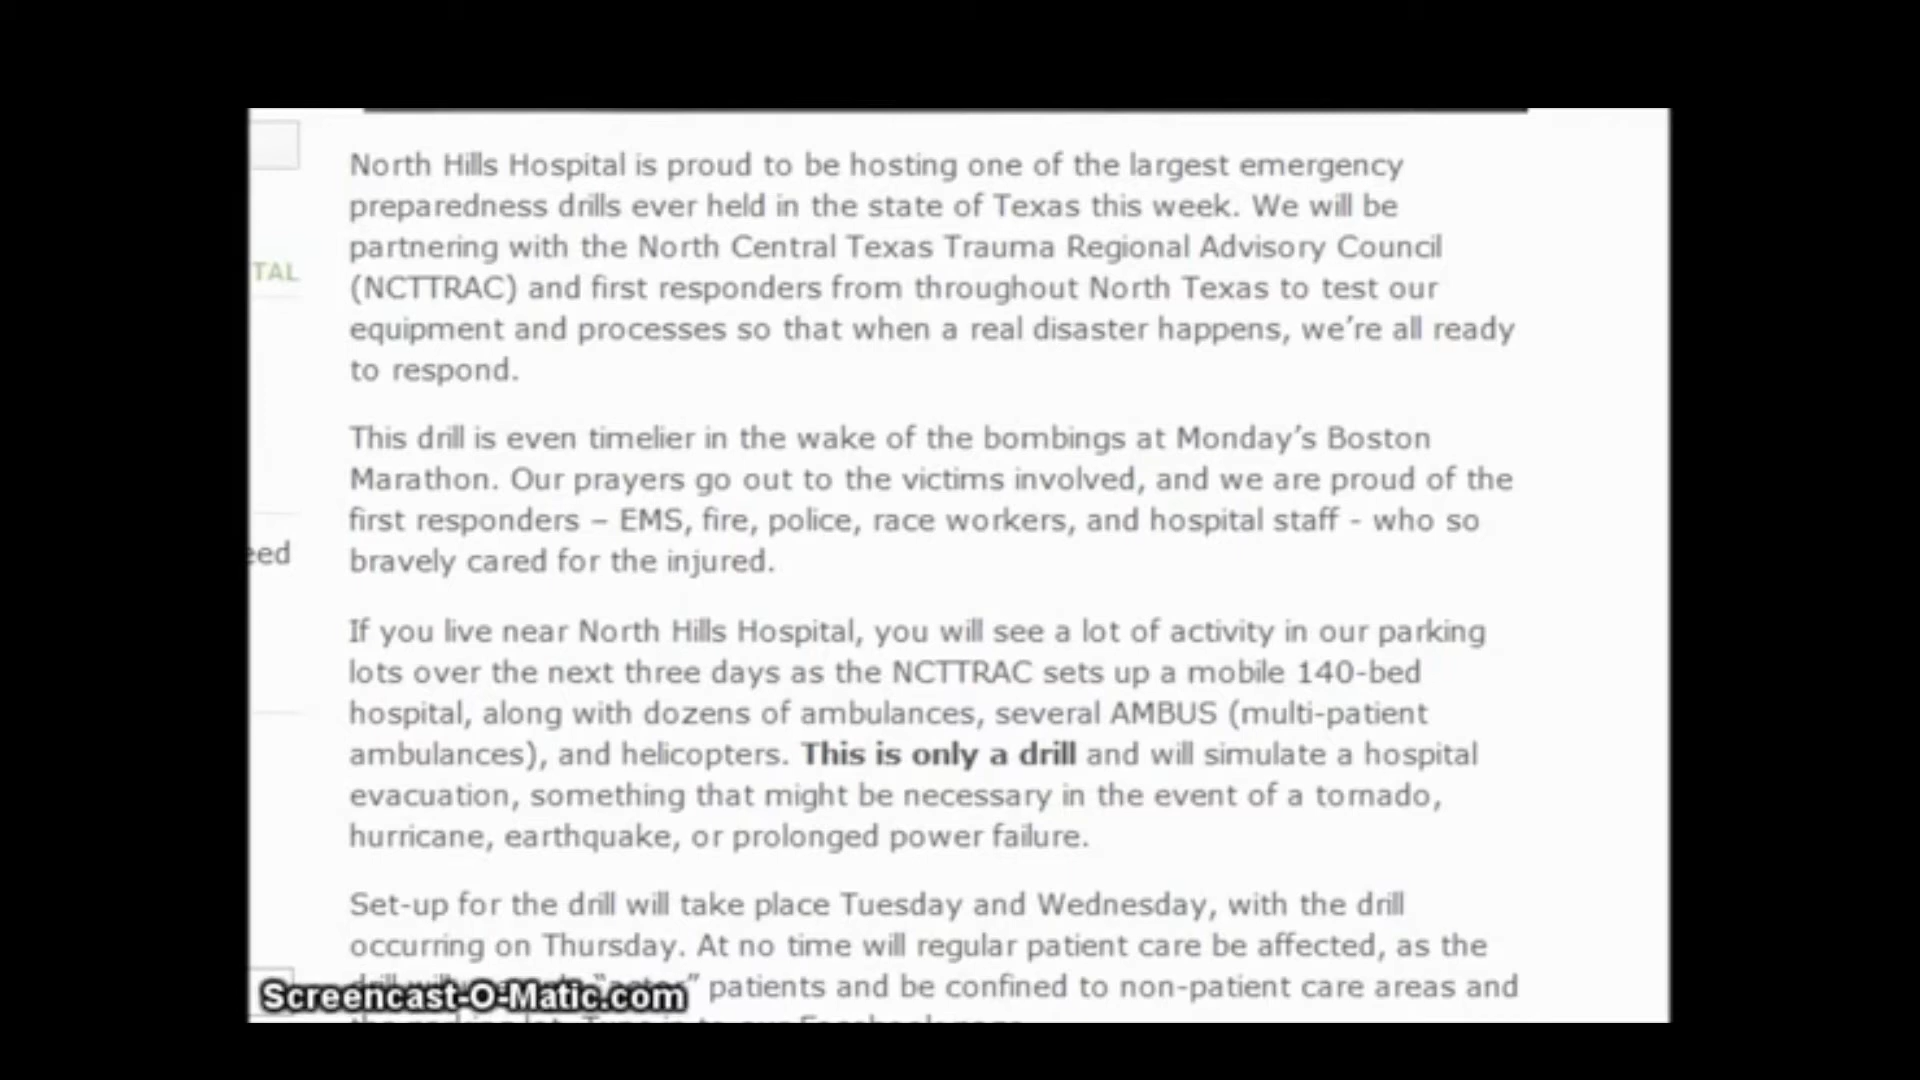 North Hills Hospital is proud to be hosting one of the largest emergency
preparedness drills ever held in the state of Texas this week. We will be
partnering with the North Central Texas Trauma Regional Advisory Council
TAL
(NCTTRAC) and first responders from throughout North Texas to test our
equipment and processes so that when a real disaster happens, we’re all ready
to respond.
This drill is even timelier in the wake of the bombings at Monday’s Boston
Marathon. Our prayers go out to the victims involved, and we are proud of the
first responders – EMS, fire, police, race workers, and hospital staff - who so
eed
bravely cared for the injured.
If you live near North Hills Hospital, you will see a lot of activity in our parking
lots over the next three days as the NCTTRAC sets up a mobile 140-bed
hospital, along with dozens of ambulances, several AMBUS (multi-patient
ambulances), and helicopters. This is only a drill and will simulate a hospital
evacuation, something that might be necessary in the event of a tornado,
hurricane, earthquake, or prolonged power failure.
Set-up for the drill will take place Tuesday and Wednesday, with the drill
occurring on Thursday. At no time will regular patient care be affected, as the
patients and be confined to non-patient care areas and
Screencast-O-Matic.com